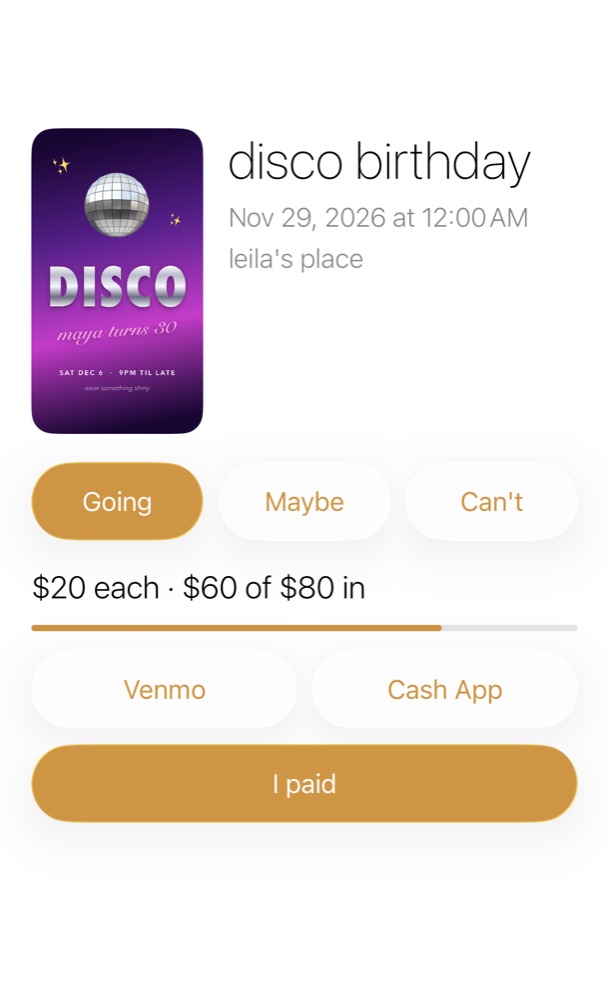 DISCO
maya turns 30
SAT DEC 6 · 9PM TIL LATE
wear something shiny
disco birthday
Nov 29, 2026 at 12:00 AM
leila's place
Going
Maybe
Can't
$20 each · $60 of $80 in
Venmo
Cash App
I paid